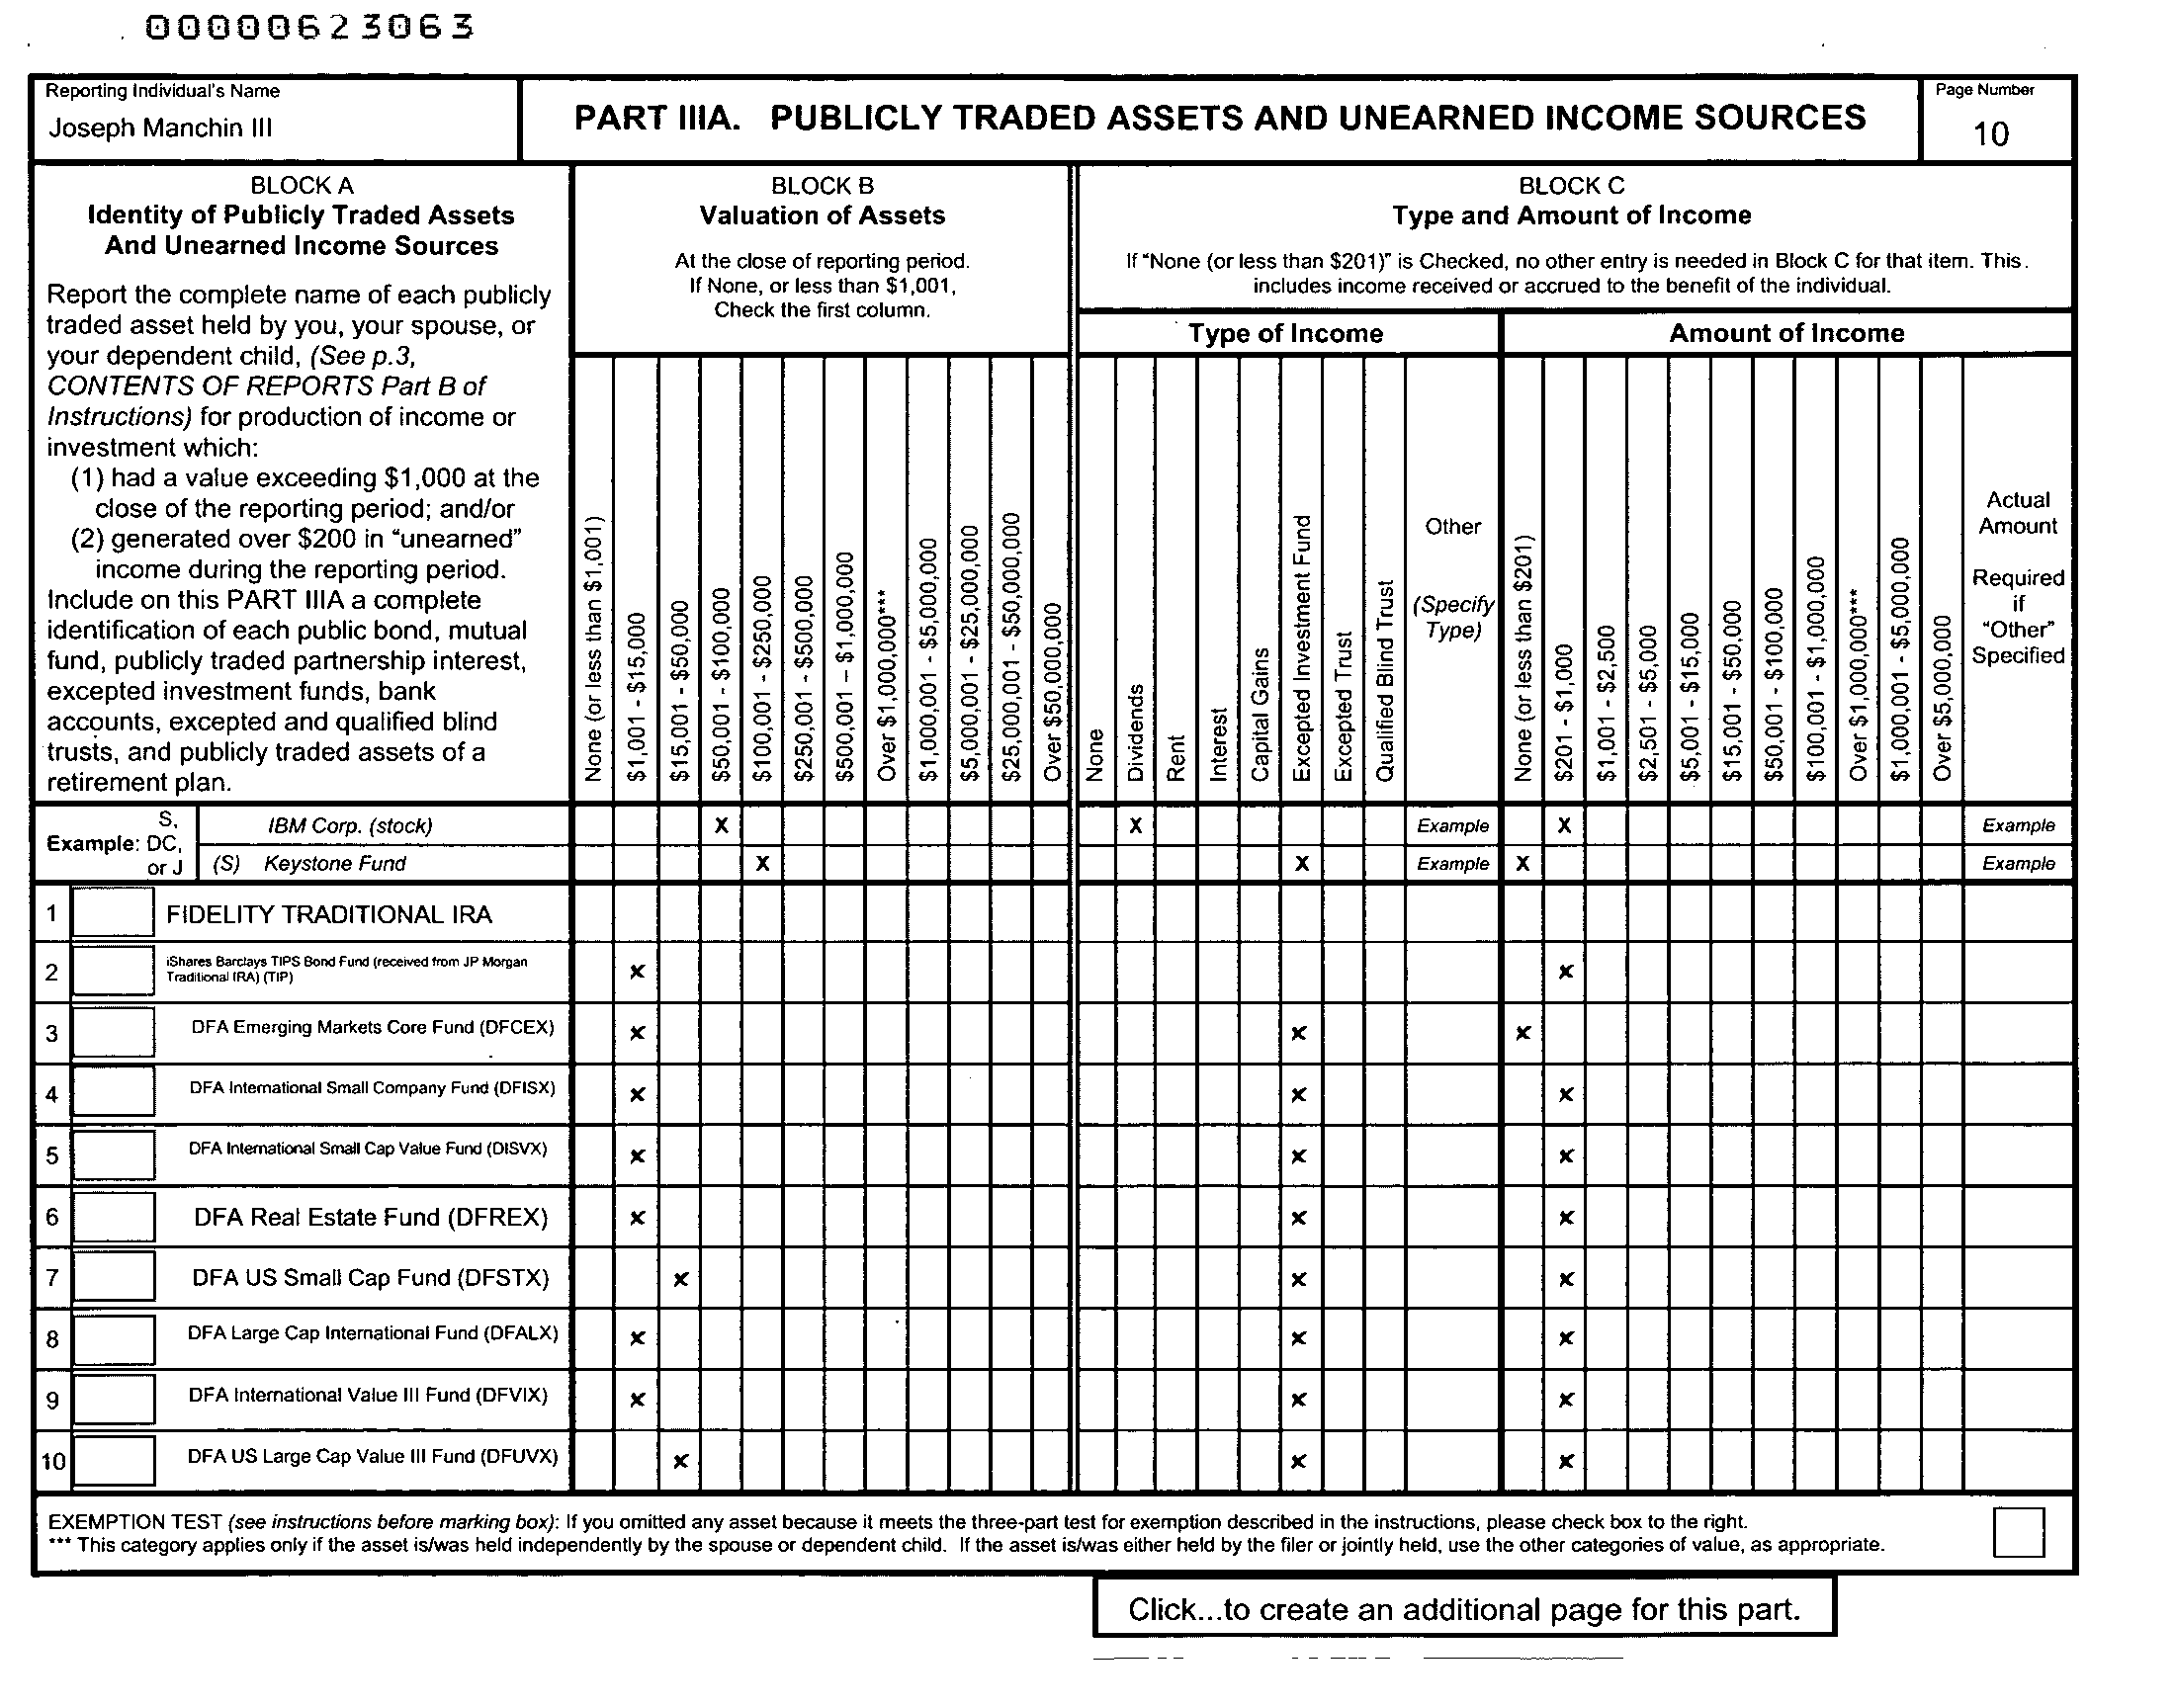 00000623063
Reporting Individual's Name
Joseph Manchin III
PART IIIA. PUBLICLY TRADED ASSETS AND UNEARNED INCOME SOURCES
Page Number
10
BLOCK A
Identity of Publicly Traded Assets
And Unearned Income Sources
Report the complete name of each publicly
traded asset held by you, your spouse, or
your dependent child, (See p.3,
CONTENTS OF REPORTS Part B of
Instructions) for production of income or
investment which:
(1) had a value exceeding $1,000 at the
close of the reporting period; and/or
(2) generated over $200 in “unearned”
income during the reporting period.
Include on this PART IIIA a complete
identification of each public bond, mutual
fund, publicly traded partnership interest,
excepted investment funds, bank
accounts, excepted and qualified blind
trusts, and publicly traded assets of a
retirement plan.
BLOCK B
Valuation of Assets
At the close of reporting period.
If None, or less than $1,001,
Check the first column.
None (or less than $1,001)
$1,001 - $15,000
$15,001 - $50,000
$50,001 - $100,000
$100,001 - $250,000
$250,001 - $500,000
$500,001 – $1,000,000
Over $1,000,000***
$1,000,001 - $5,000,000
$5,000,001 - $25,000,000
$25,000,001 - $50,000,000
Over $50,000,000
BLOCK C
Type and Amount of Income
If “None (or less than $201)” is Checked, no other entry is needed in Block C for that item. This
includes income received or accrued to the benefit of the individual.
Type of Income
None
Dividends
Rent
Interest
Capital Gains
Excepted Investment Fund
Excepted Trust
Qualified Blind Trust
Other
(Specify
Type)
Amount of Income
None (or less than $201)
$201 - $1,000
$1,001 - $2,500
$2,501 - $5,000
$5,001 - $15,000
$15,001 - $50,000
$50,001 - $100,000
$100,001 - $1,000,000
Over $1,000,000***
$1,000,001 - $5,000,000
Over $5,000,000
Actual
Amount
Required
if
“Other”
Specified
Example: S,
DC,
or J
IBM Corp. (stock) X X Example X Example
(S) Keystone Fund X X Example X Example
1 FIDELITY TRADITIONAL IRA
2 iShares Barclays TIPS Bond Fund (received from JP Morgan
Traditional IRA) (TIP) x x
3 DFA Emerging Markets Core Fund (DFCEX) x x x
4 DFA International Small Company Fund (DFISX) x x x
5 DFA International Small Cap Value Fund (DISVX) x x x
6 DFA Real Estate Fund (DFREX) x x x
7 DFA US Small Cap Fund (DFSTX) x x x
8 DFA Large Cap International Fund (DFALX) x x x
9 DFA International Value III Fund (DFVIX) x x x
10 DFA US Large Cap Value III Fund (DFUVX) x x x
EXEMPTION TEST (see instructions before marking box): If you omitted any asset because it meets the three-part test for exemption described in the instructions, please check box to the right.
*** This category applies only if the asset is/was held independently by the spouse or dependent child. If the asset is/was either held by the filer or jointly held, use the other categories of value, as appropriate.
Click...to create an additional page for this part.